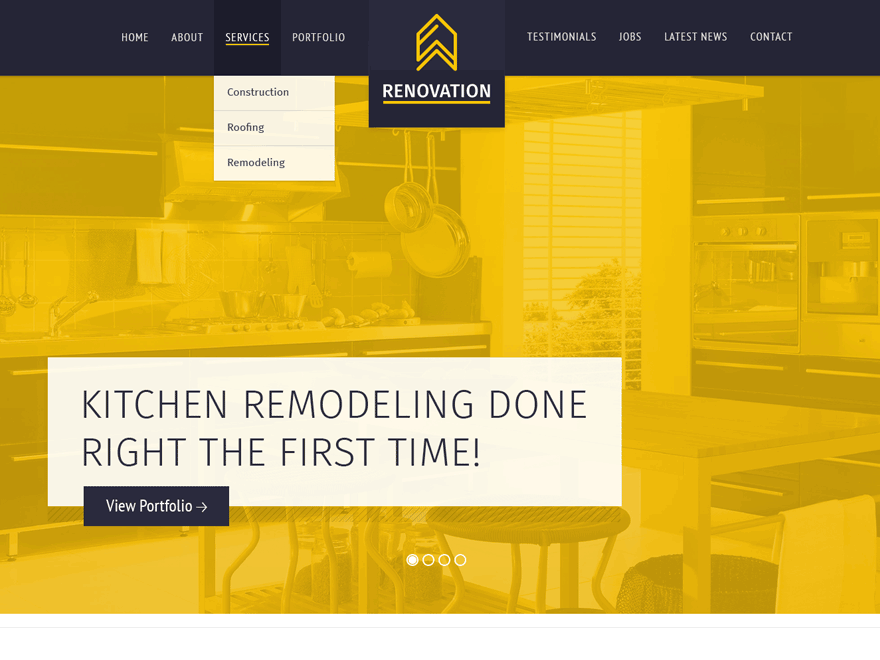 HOME ABOUT SERVICES PORTFOLIO
RENOVATION
TESTIMONIALS JOBS LATEST NEWS CONTACT
Construction
Roofing
Remodeling
KITCHEN REMODELING DONE
RIGHT THE FIRST TIME!
View Portfolio →